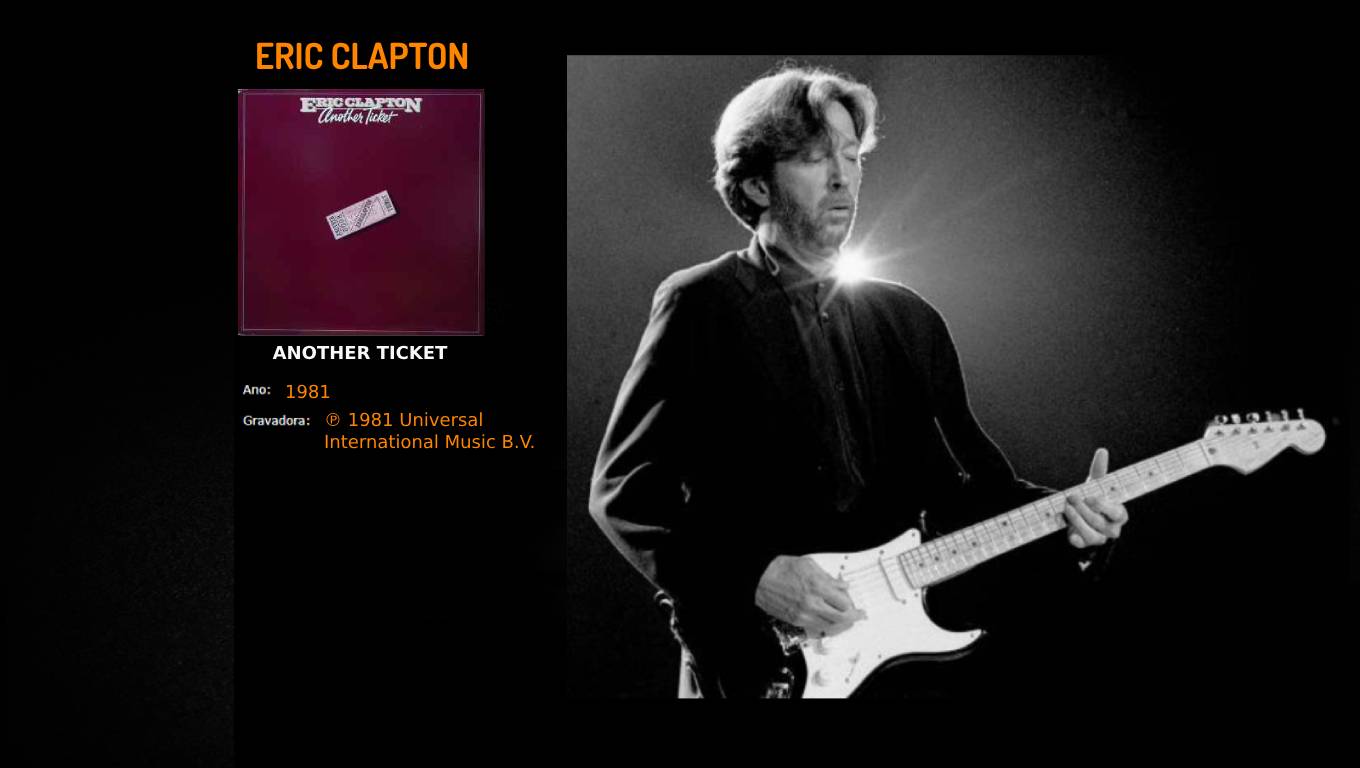 ERIC CLAPTON
ERIC CLAPTON
Another Ticket
ANOTHER TICKET
Ano: 1981
Gravadora: ℗ 1981 Universal
International Music B.V.